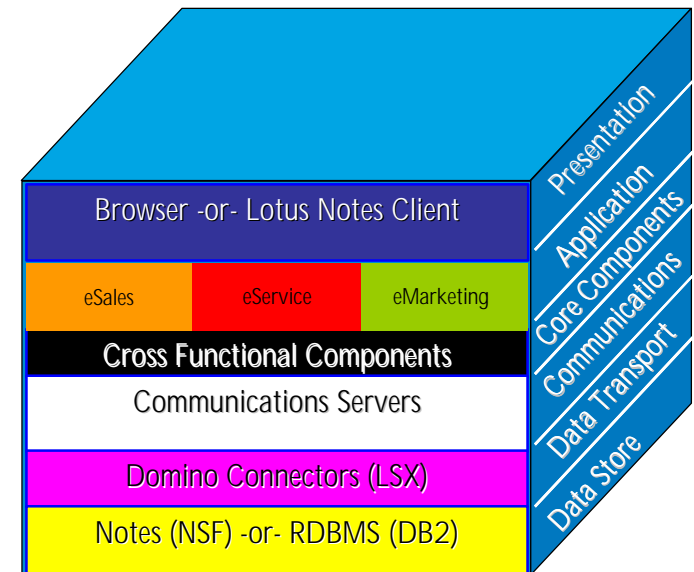 Browser -or- Lotus Notes Client
eSales
eService
eMarketing
Cross Functional Components
Communications Servers
Domino Connectors (LSX)
Notes (NSF) -or- RDBMS (DB2)
Presentation
Application
Core Components
Communications
Data Transport
Data Store